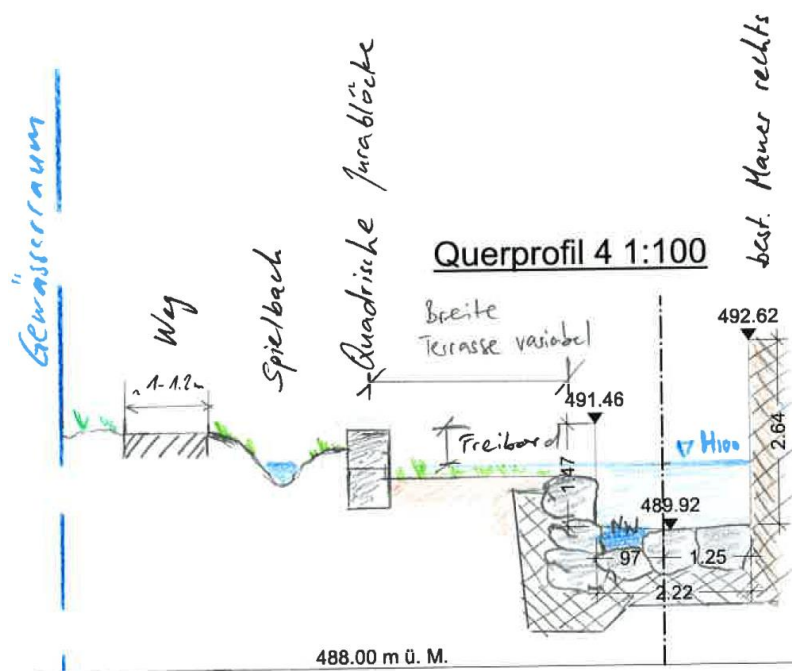 Gewässerraum
Weg
~1-1.2m
Spielbach
Quadrische Jurablöcke
best. Mauer rechts
Querprofil 4 1:100
Breite
Terrasse variabel
492.62
491.46
Freibord
H100
1.47
2.64
489.92
NW
97
1.25
2.22
488.00 m ü. M.